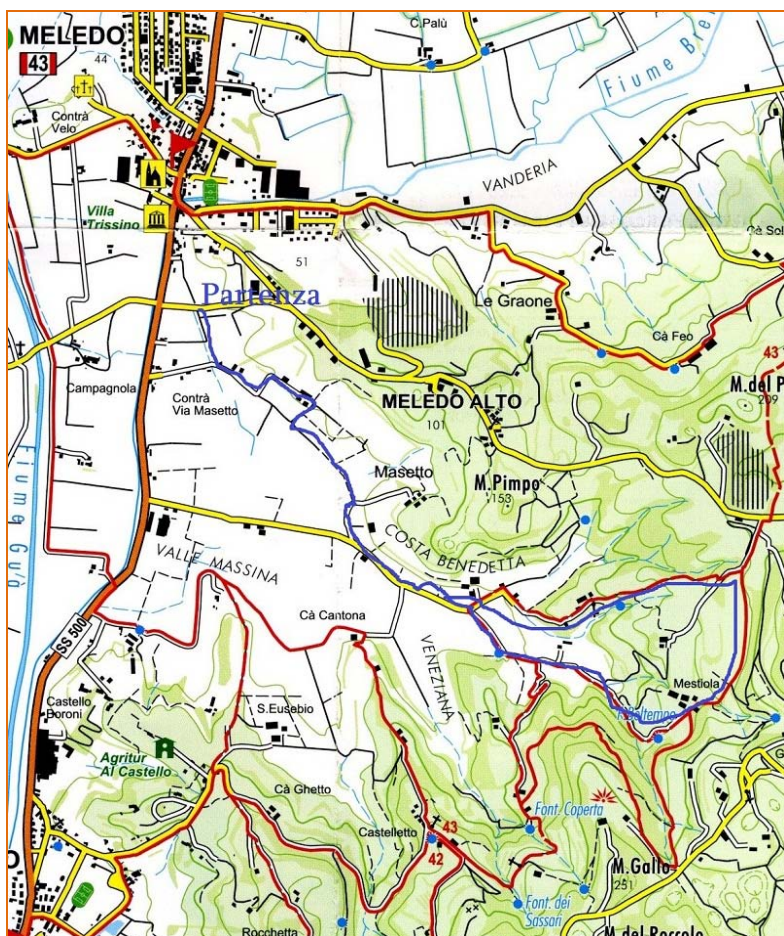 MELEDO
43
44
C.Palù
Fiume Bre
Contrà
Velo
VANDERIA
Villa
Trissino
51
Cà Sol
Partenza
Le Graone
Cà Feo
43
Campagnola
Contrà
Via Masetto
MELEDO ALTO
101
M.del P
209
Masetto
M.Pimpo
153
Fiume Guà
COSTA BENEDETTA
VALLE MASSINA
Cà Cantona
SS 500
VENEZIANA
Mestiola
Castello
Boroni
S.Eusebio
Agritur
Al Castello
Cà Ghetto
Font. Coperta
Castelletto
43
42
M.Gallo
251
Font. dei
Sassari
Rocchetta
M.del Roccolo